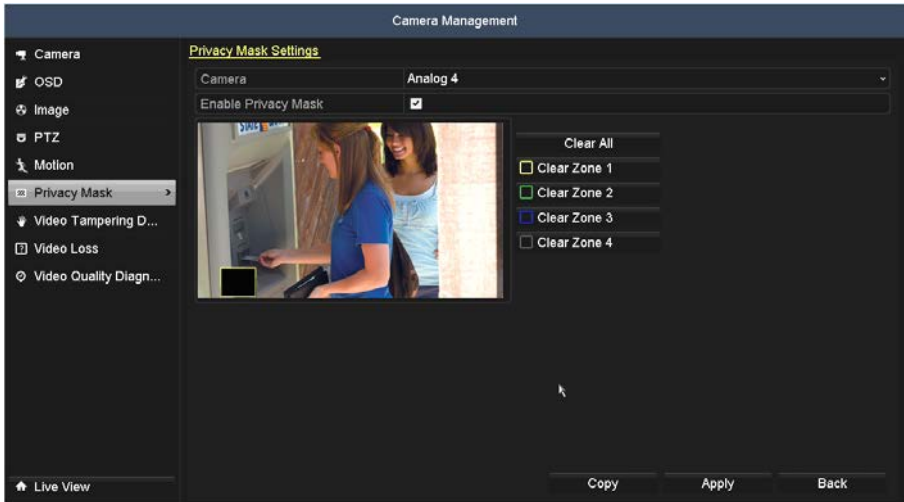 Camera Management
Camera
OSD
Image
PTZ
Motion
Privacy Mask
Video Tampering D...
Video Loss
Video Quality Diagn...
Live View
Privacy Mask Settings
Camera Analog 4
Enable Privacy Mask
STATE
Clear All
Clear Zone 1
Clear Zone 2
Clear Zone 3
Clear Zone 4
Copy Apply Back